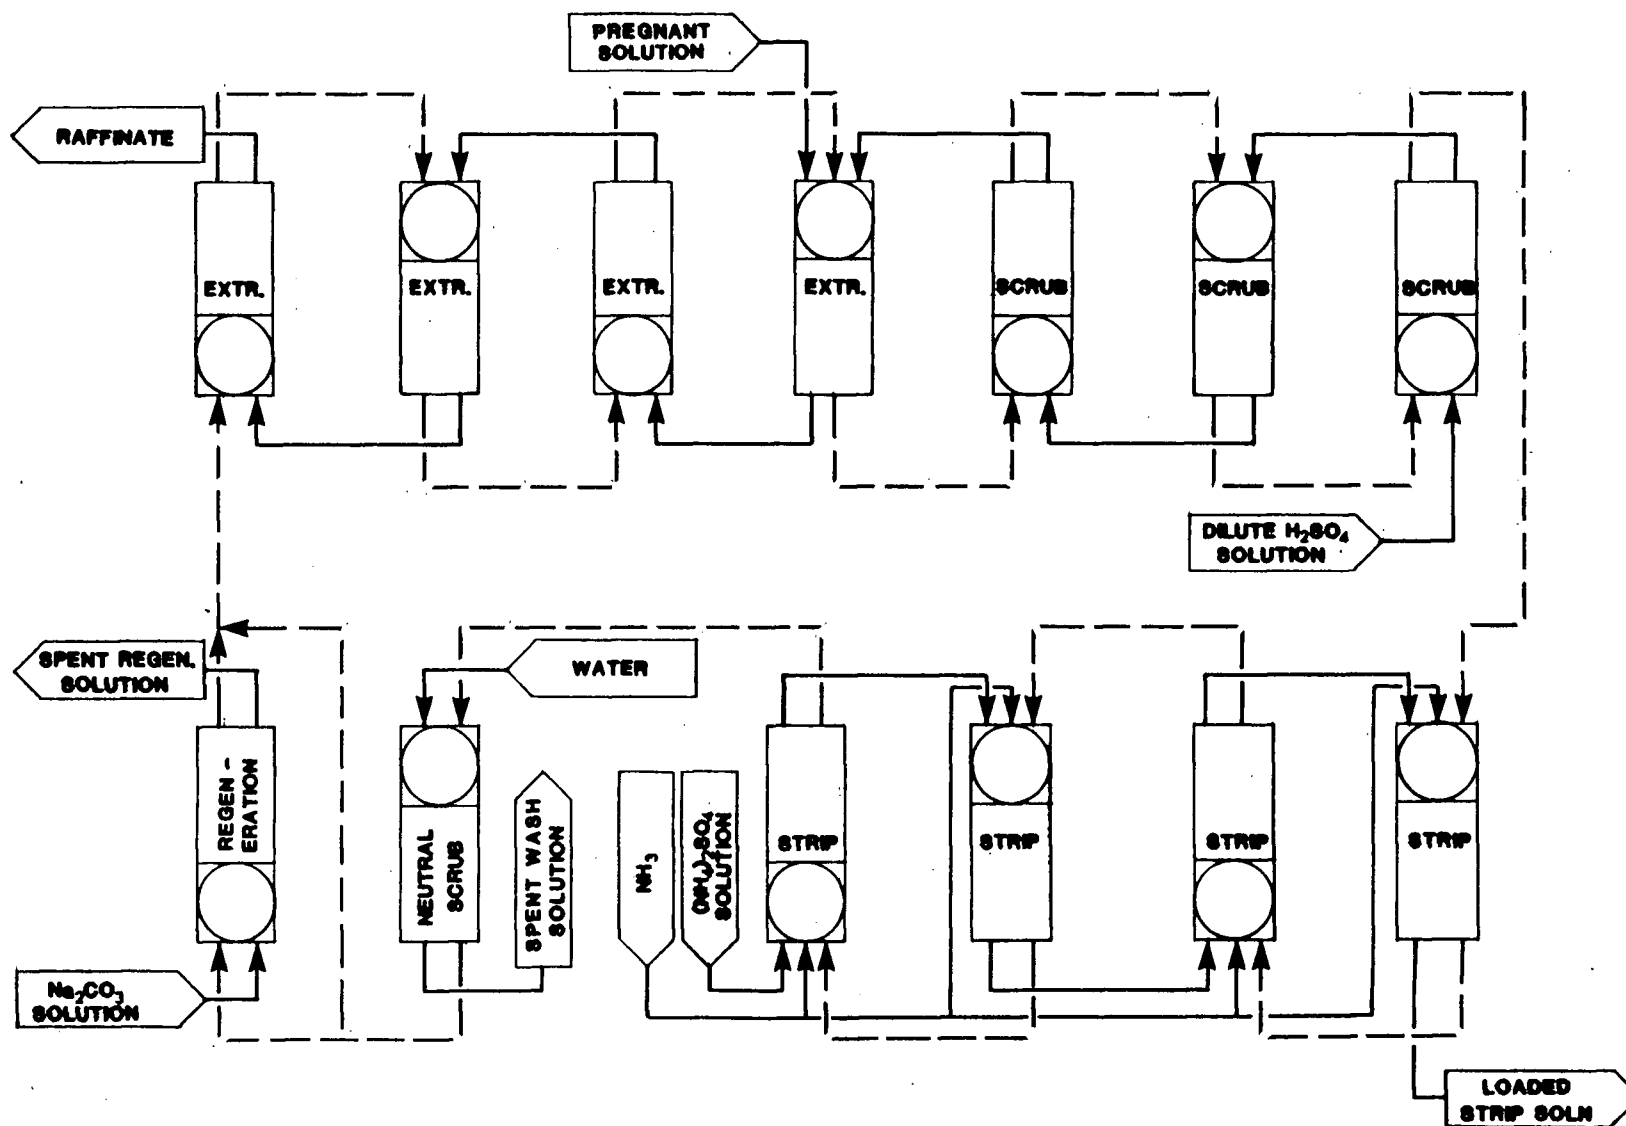 PREGNANT
SOLUTION
RAFFINATE
EXTR.
EXTR.
EXTR.
EXTR.
SCRUB
SCRUB
SCRUB
DILUTE H₂SO₄
SOLUTION
SPENT REGEN.
SOLUTION
WATER
REGEN -
ERATION
NEUTRAL
SCRUB
SPENT WASH
SOLUTION
NH₃
(NH₄)₂SO₄
SOLUTION
STRIP
STRIP
STRIP
STRIP
Na₂CO₃
SOLUTION
LOADED
STRIP SOLN